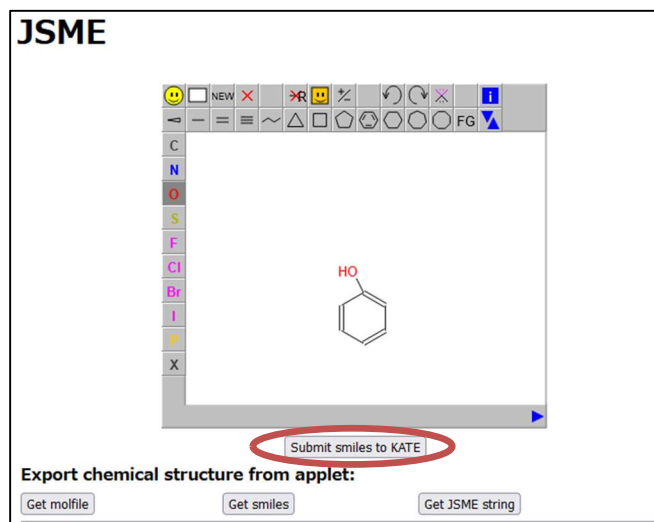 JSME
NEW R +/- i
FG
C
N
O
S
F
Cl
Br
I
P
X
HO
Submit smiles to KATE
Export chemical structure from applet:
Get molfile Get smiles Get JSME string